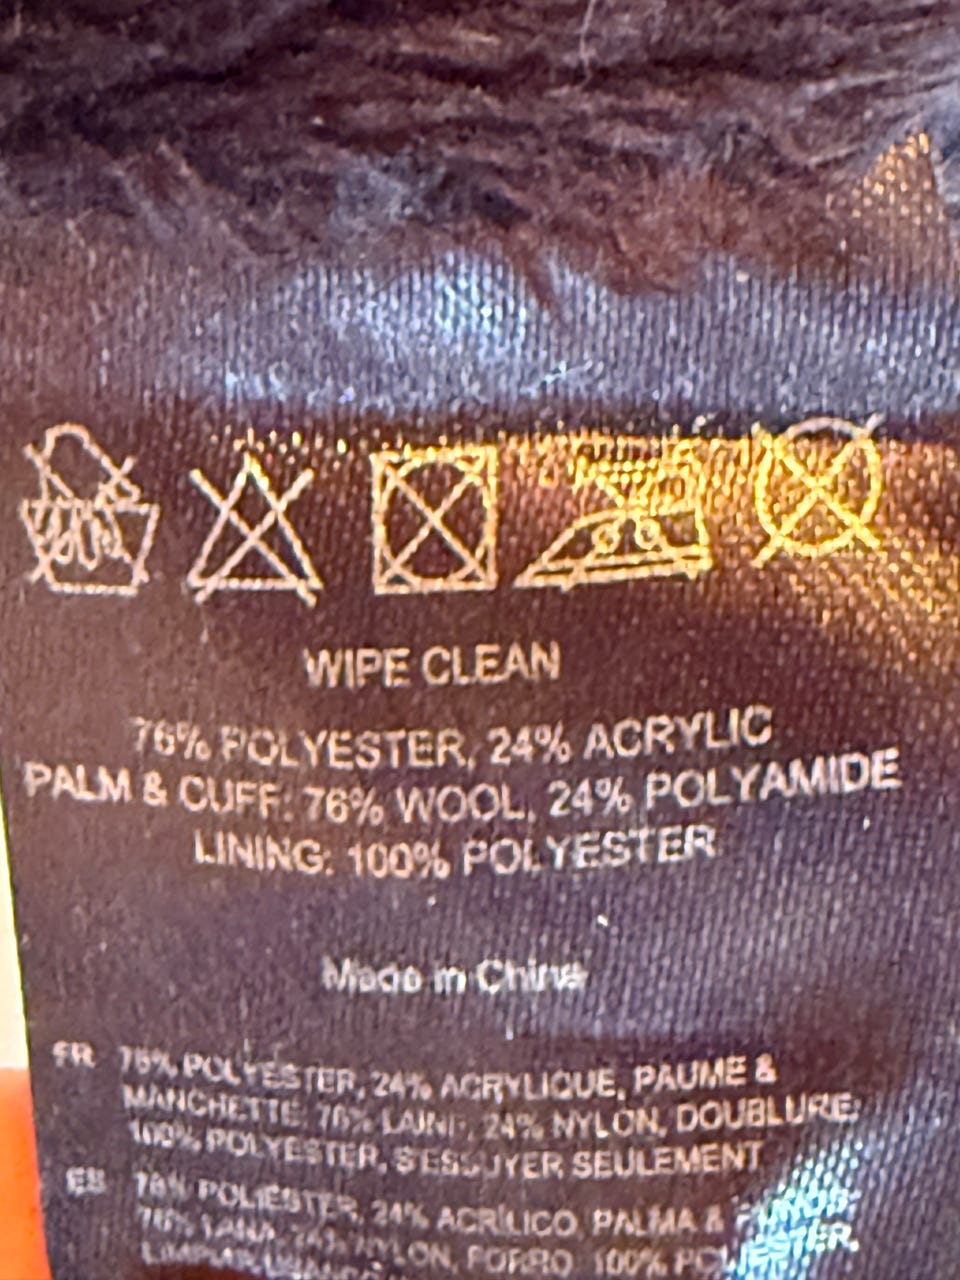 WIPE CLEAN
76% POLYESTER, 24% ACRYLIC
PALM & CUFF: 76% WOOL, 24% POLYAMIDE
LINING: 100% POLYESTER
Made in China
FR 76% POLYESTER, 24% ACRYLIQUE, PAUME &
MANCHETTE: 76% LAINE, 24% NYLON, DOUBLURE:
100% POLYESTER, S'ESSUYER SEULEMENT
ES 76% POLIÉSTER, 24% ACRÍLICO, PALMA &
76% LANA, 24% NYLON, FORRO: 100% POLIESTER,